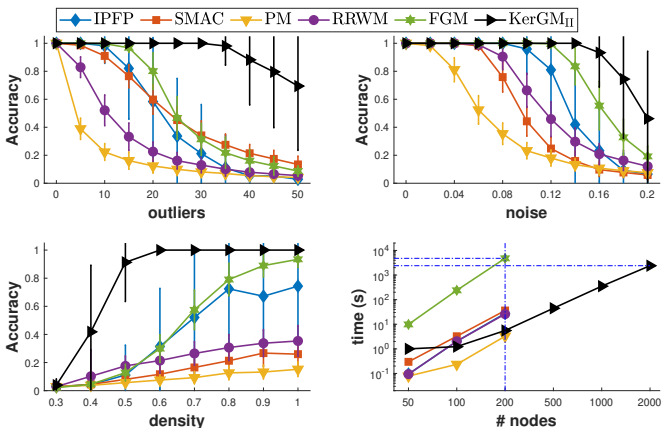 IPFP SMAC PM RRWM FGM KerGM_II
Accuracy
1
0.8
0.6
0.4
0.2
0
0 10 20 30 40 50
outliers
Accuracy
1
0.8
0.6
0.4
0.2
0
0 0.04 0.08 0.12 0.16 0.2
noise
Accuracy
1
0.8
0.6
0.4
0.2
0
0.3 0.4 0.5 0.6 0.7 0.8 0.9 1
density
time (s)
10^4
10^3
10^2
10^1
10^0
10^-1
50 100 200 500 1000 2000
# nodes